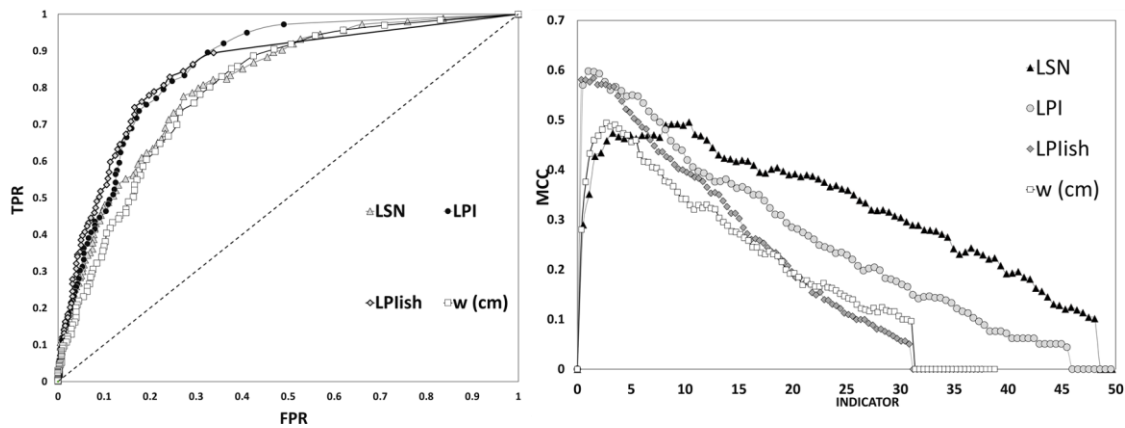 TPR
1
0.9
0.8
0.7
0.6
0.5
0.4
0.3
0.2
0.1
0
LSN LPI
LPIish w (cm)
0 0.1 0.2 0.3 0.4 0.5 0.6 0.7 0.8 0.9 1
FPR
MCC
0.7
0.6
0.5
0.4
0.3
0.2
0.1
0
LSN
LPI
LPIish
w (cm)
0 5 10 15 20 25 30 35 40 45 50
INDICATOR